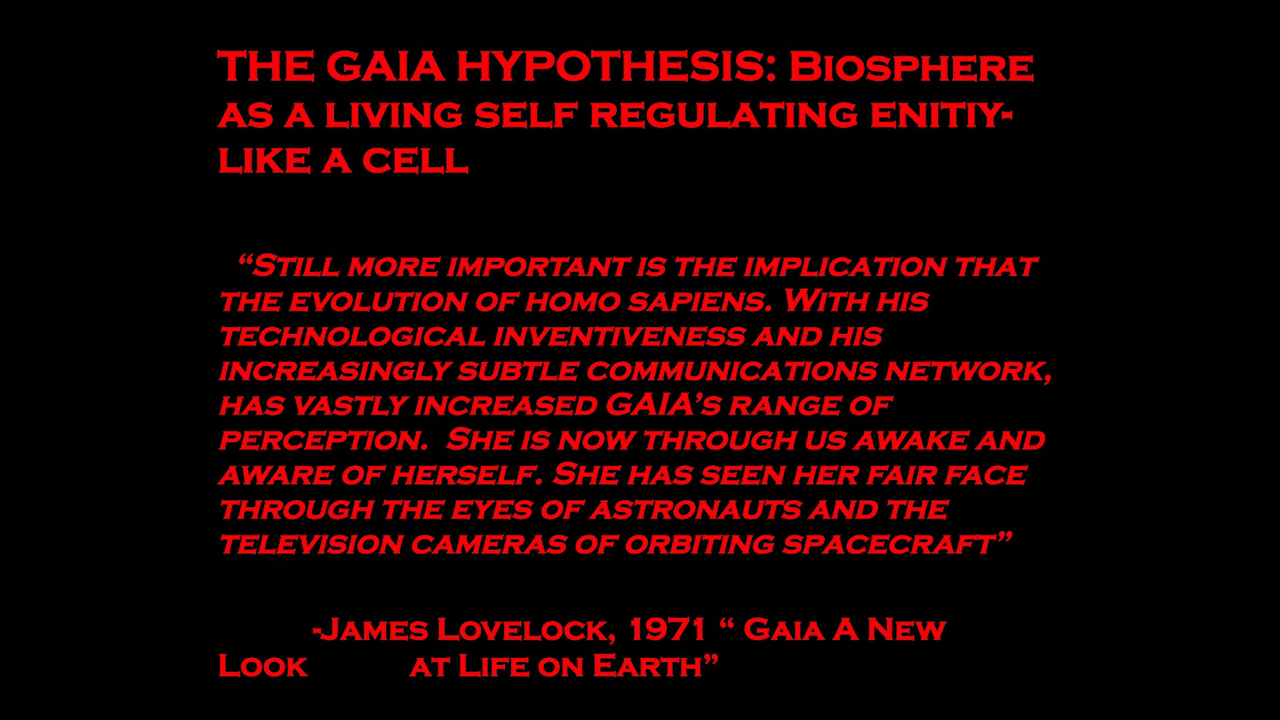 THE GAIA HYPOTHESIS: Biosphere
as a living self regulating enitiy-
like a cell
“Still more important is the implication that
the evolution of homo sapiens. With his
technological inventiveness and his
increasingly subtle communications network,
has vastly increased GAIA’s range of
perception.  She is now through us awake and
aware of herself. She has seen her fair face
through the eyes of astronauts and the
television cameras of orbiting spacecraft”
-James Lovelock, 1971 “ Gaia A New
Look at Life on Earth”